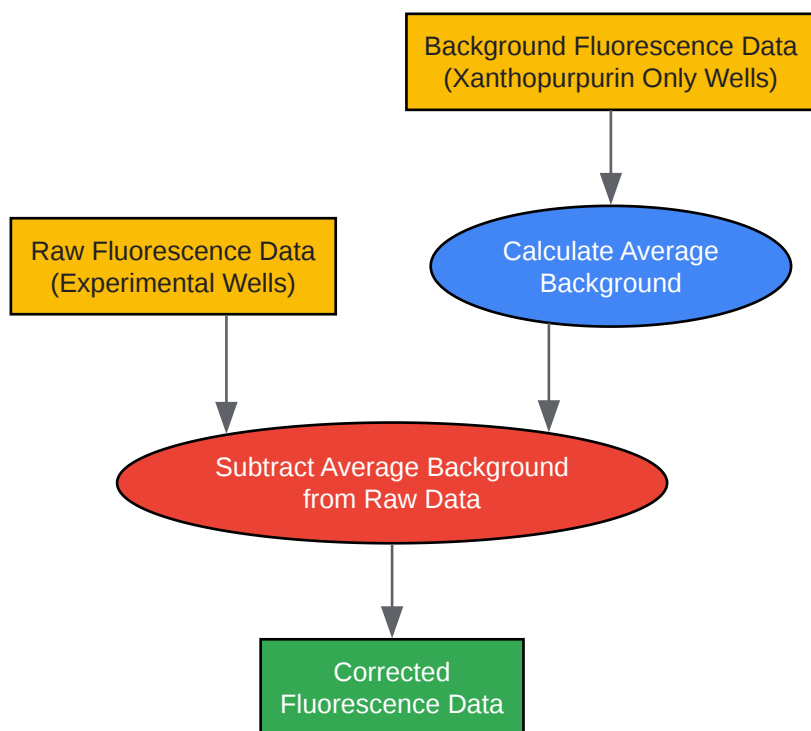 Background Fluorescence Data
(Xanthopurpurin Only Wells)
Raw Fluorescence Data
(Experimental Wells)
Calculate Average
Background
Subtract Average Background
from Raw Data
Corrected
Fluorescence Data